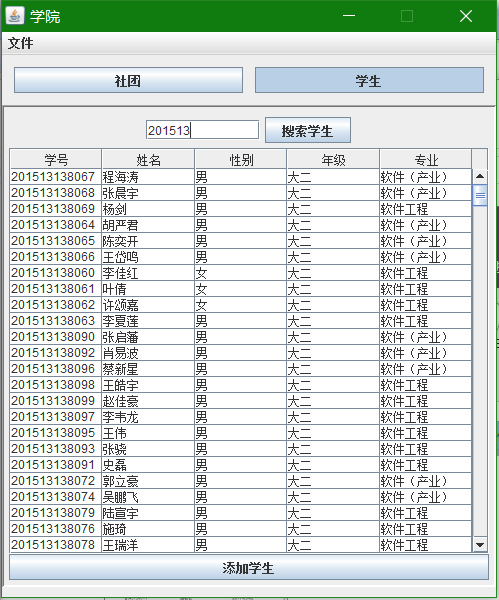 学院
文件
社团 学生
201513 搜索学生
学号 姓名 性别 年级 专业
201513138067 程海涛 男 大二 软件（产业）
201513138068 张晨宇 男 大二 软件（产业）
201513138069 杨剑 男 大二 软件工程
201513138064 胡严君 男 大二 软件（产业）
201513138065 陈奕开 男 大二 软件（产业）
201513138066 王岱鸣 男 大二 软件（产业）
201513138060 李佳红 女 大二 软件工程
201513138061 叶倩 女 大二 软件工程
201513138062 许颂嘉 女 大二 软件工程
201513138063 李夏莲 男 大二 软件工程
201513138090 张启藩 男 大二 软件（产业）
201513138092 肖易波 男 大二 软件（产业）
201513138096 蔡新星 男 大二 软件（产业）
201513138098 王皓宇 男 大二 软件工程
201513138099 赵佳豪 男 大二 软件工程
201513138097 李韦龙 男 大二 软件工程
201513138095 王伟 男 大二 软件工程
201513138093 张骁 男 大二 软件工程
201513138091 史磊 男 大二 软件工程
201513138072 郭立豪 男 大二 软件（产业）
201513138074 吴鹏飞 男 大二 软件（产业）
201513138079 陆宣宇 男 大二 软件工程
201513138076 施琦 男 大二 软件工程
201513138078 王瑞洋 男 大二 软件工程
添加学生